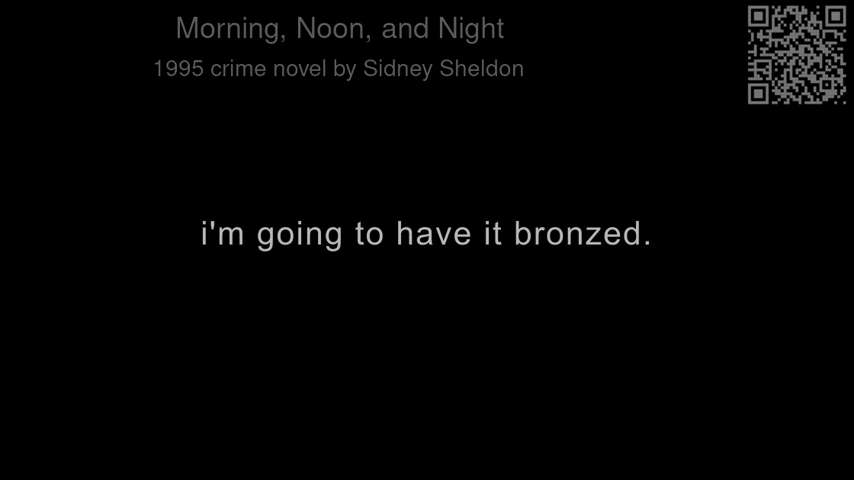 Morning, Noon, and Night
1995 crime novel by Sidney Sheldon
i'm going to have it bronzed.